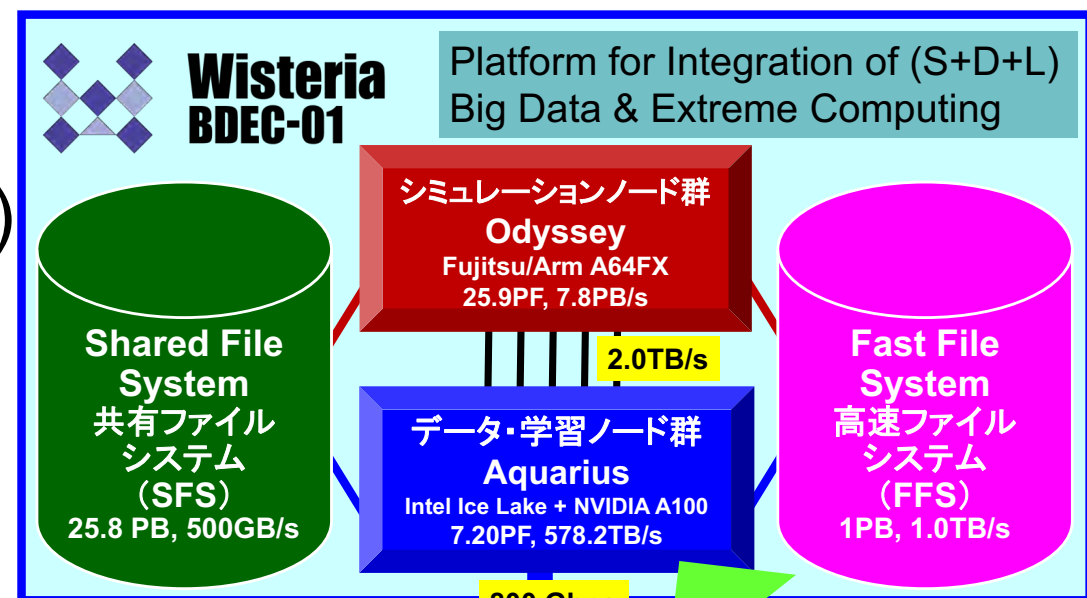 Wisteria
BDEC-01
Platform for Integration of (S+D+L)
Big Data & Extreme Computing
シミュレーションノード群
Odyssey
Fujitsu/Arm A64FX
25.9PF, 7.8PB/s
2.0TB/s
Shared File
System
共有ファイル
システム
（SFS）
25.8 PB, 500GB/s
データ・学習ノード群
Aquarius
Intel Ice Lake + NVIDIA A100
7.20PF, 578.2TB/s
Fast File
System
高速ファイル
システム
（FFS）
1PB, 1.0TB/s